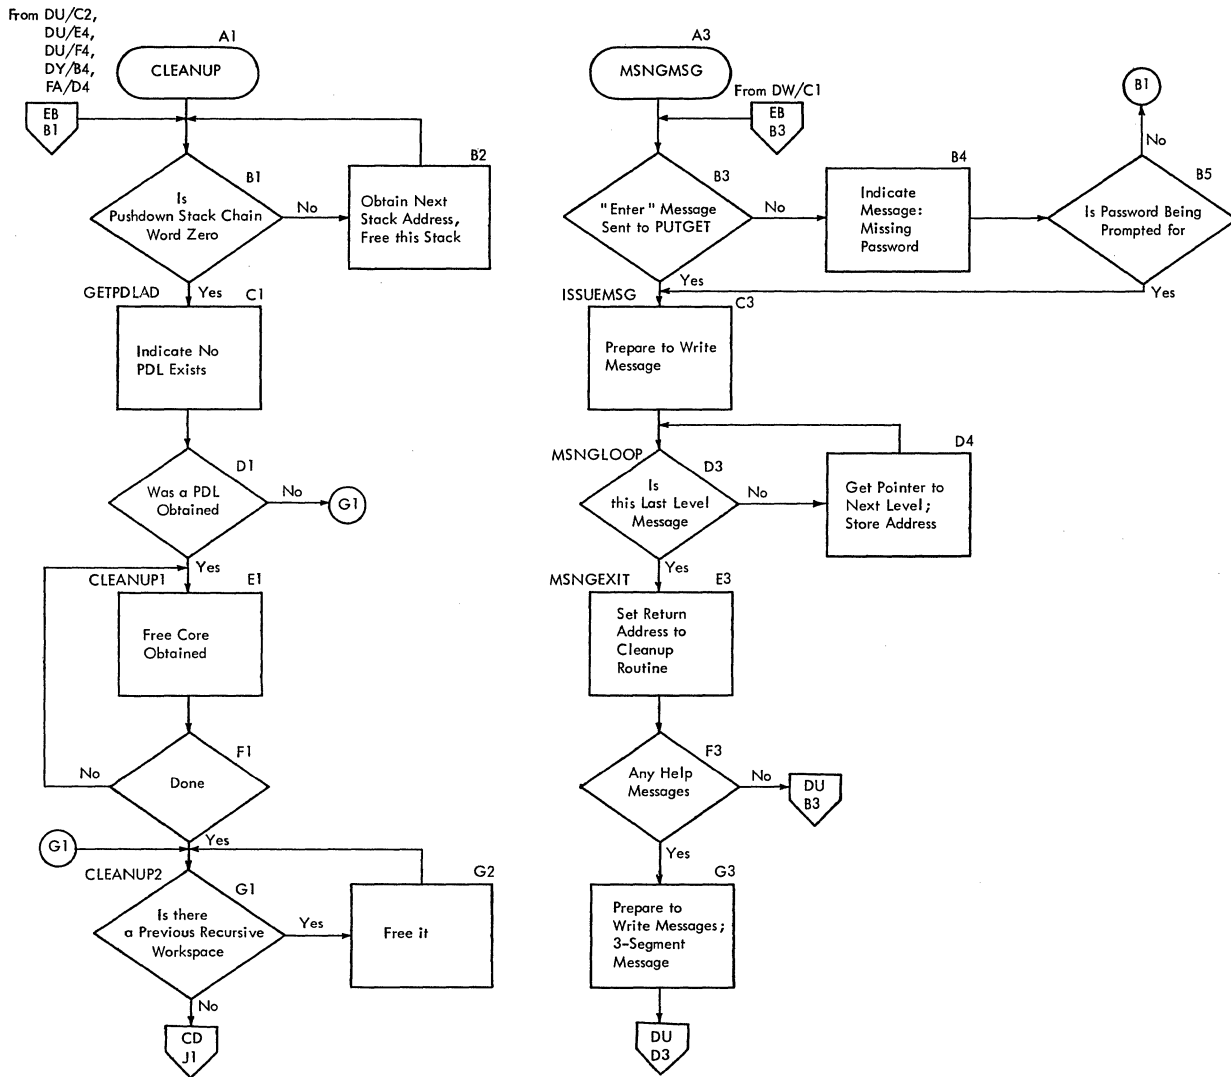 From DU/C2,
DU/E4,
DU/F4,
DY/B4,
FA/D4
A1
CLEANUP
EB
B1
B1
Is
Pushdown Stack Chain
Word Zero
No
B2
Obtain Next
Stack Address,
Free this Stack
GETPDLAD
Yes
C1
Indicate No
PDL Exists
D1
Was a PDL
Obtained
No
G1
Yes
CLEANUP1
E1
Free Core
Obtained
F1
Done
No
Yes
G1
CLEANUP2
G1
Is there
a Previous Recursive
Workspace
Yes
G2
Free it
No
CD
J1
A3
MSNGMSG
From DW/C1
EB
B3
B3
"Enter" Message
Sent to PUTGET
No
B4
Indicate
Message:
Missing
Password
B1
No
B5
Is Password Being
Prompted for
Yes
Yes
ISSUEMSG
C3
Prepare to Write
Message
MSNGLOOP
D3
Is
this Last Level
Message
No
D4
Get Pointer to
Next Level;
Store Address
Yes
MSNGEXIT
E3
Set Return
Address to
Cleanup
Routine
F3
Any Help
Messages
No
DU
B3
Yes
G3
Prepare to
Write Messages;
3-Segment
Message
DU
D3